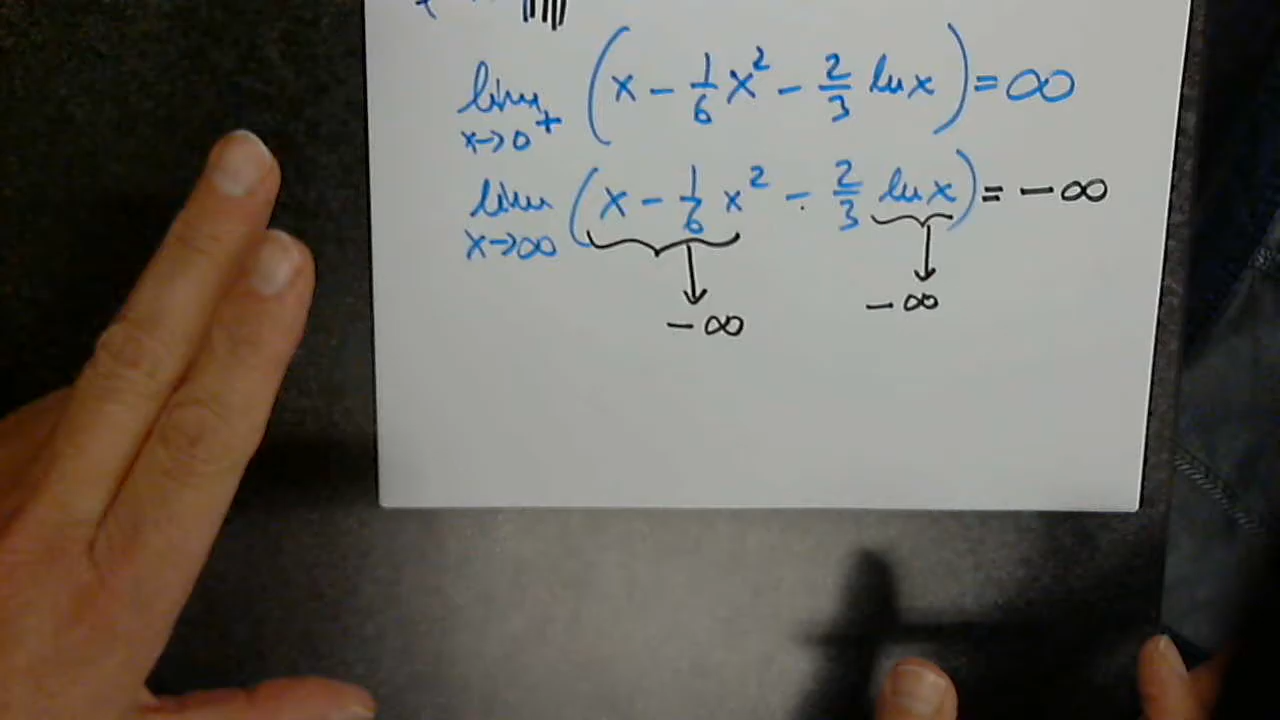 lim x→0⁺ (x − 1/6 x² − 2/3 ln x) = ∞
lim x→∞ (x − 1/6 x² − 2/3 ln x) = −∞
−∞ −∞